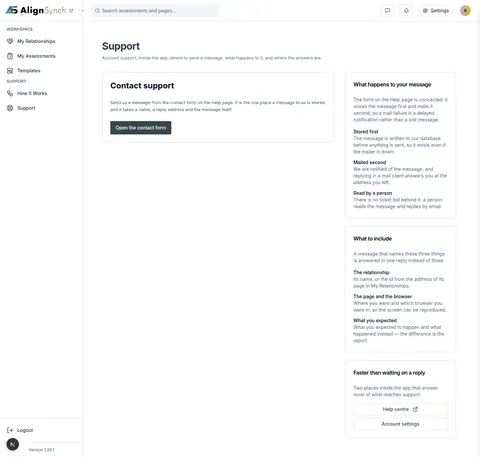 AlignSynch
Search assessments and pages...
Settings
A
WORKSPACE
My Relationships
My Assessments
Templates
SUPPORT
How It Works
Support
Logout
N
Version 1.20.1
Support
Account support, inside the app: where to send a message, what happens to it, and where the answers are.
Contact support
Send us a message from the contact form on the Help page. It is the one place a message to us is stored,
and it takes a name, a reply address and the message itself.
Open the contact form
What happens to your message
The form on the Help page is connected: it
stores the message first and mails it
second, so a mail failure is a delayed
notification rather than a lost message.
Stored first
The message is written to our database
before anything is sent, so it exists even if
the mailer is down.
Mailed second
We are notified of the message, and
replying in a mail client answers you at the
address you left.
Read by a person
There is no ticket bot behind it: a person
reads the message and replies by email.
What to include
A message that names these three things
is answered in one reply instead of three.
The relationship
Its name, or the id from the address of its
page in My Relationships.
The page and the browser
Where you were and which browser you
were in, so the screen can be reproduced.
What you expected
What you expected to happen and what
happened instead — the difference is the
report.
Faster than waiting on a reply
Two places inside the app that answer
most of what reaches support.
Help centre
Account settings